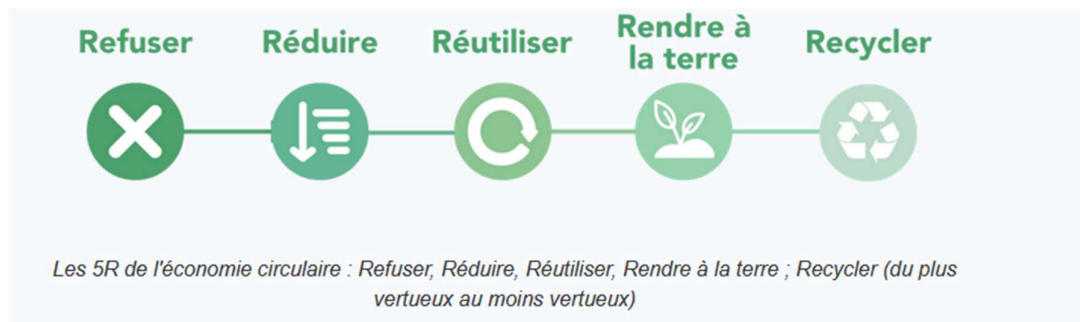 Refuser
Réduire
Réutiliser
Rendre à
la terre
Recycler
Les 5R de l'économie circulaire : Refuser, Réduire, Réutiliser, Rendre à la terre ; Recycler (du plus
vertueux au moins vertueux)